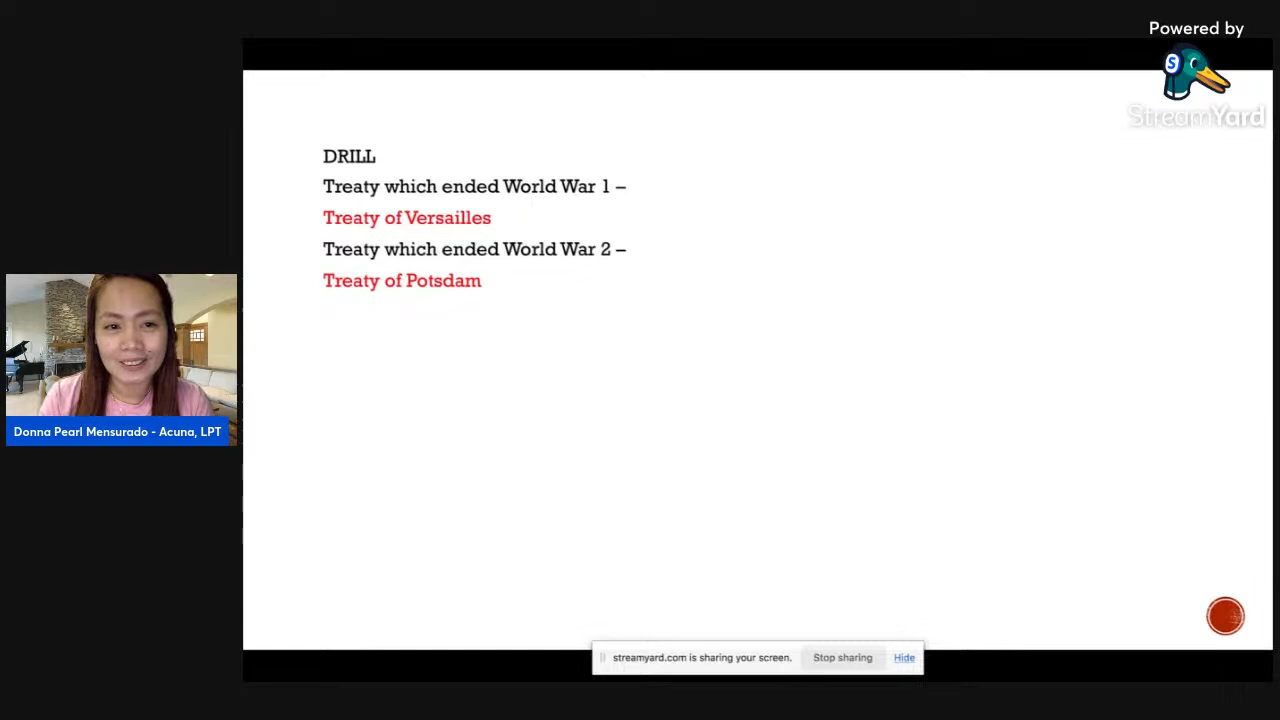 Powered by
S
StreamYard
DRILL
Treaty which ended World War 1 –
Treaty of Versailles
Treaty which ended World War 2 –
Treaty of Potsdam
Donna Pearl Mensurado - Acuna, LPT
streamyard.com is sharing your screen. Stop sharing Hide